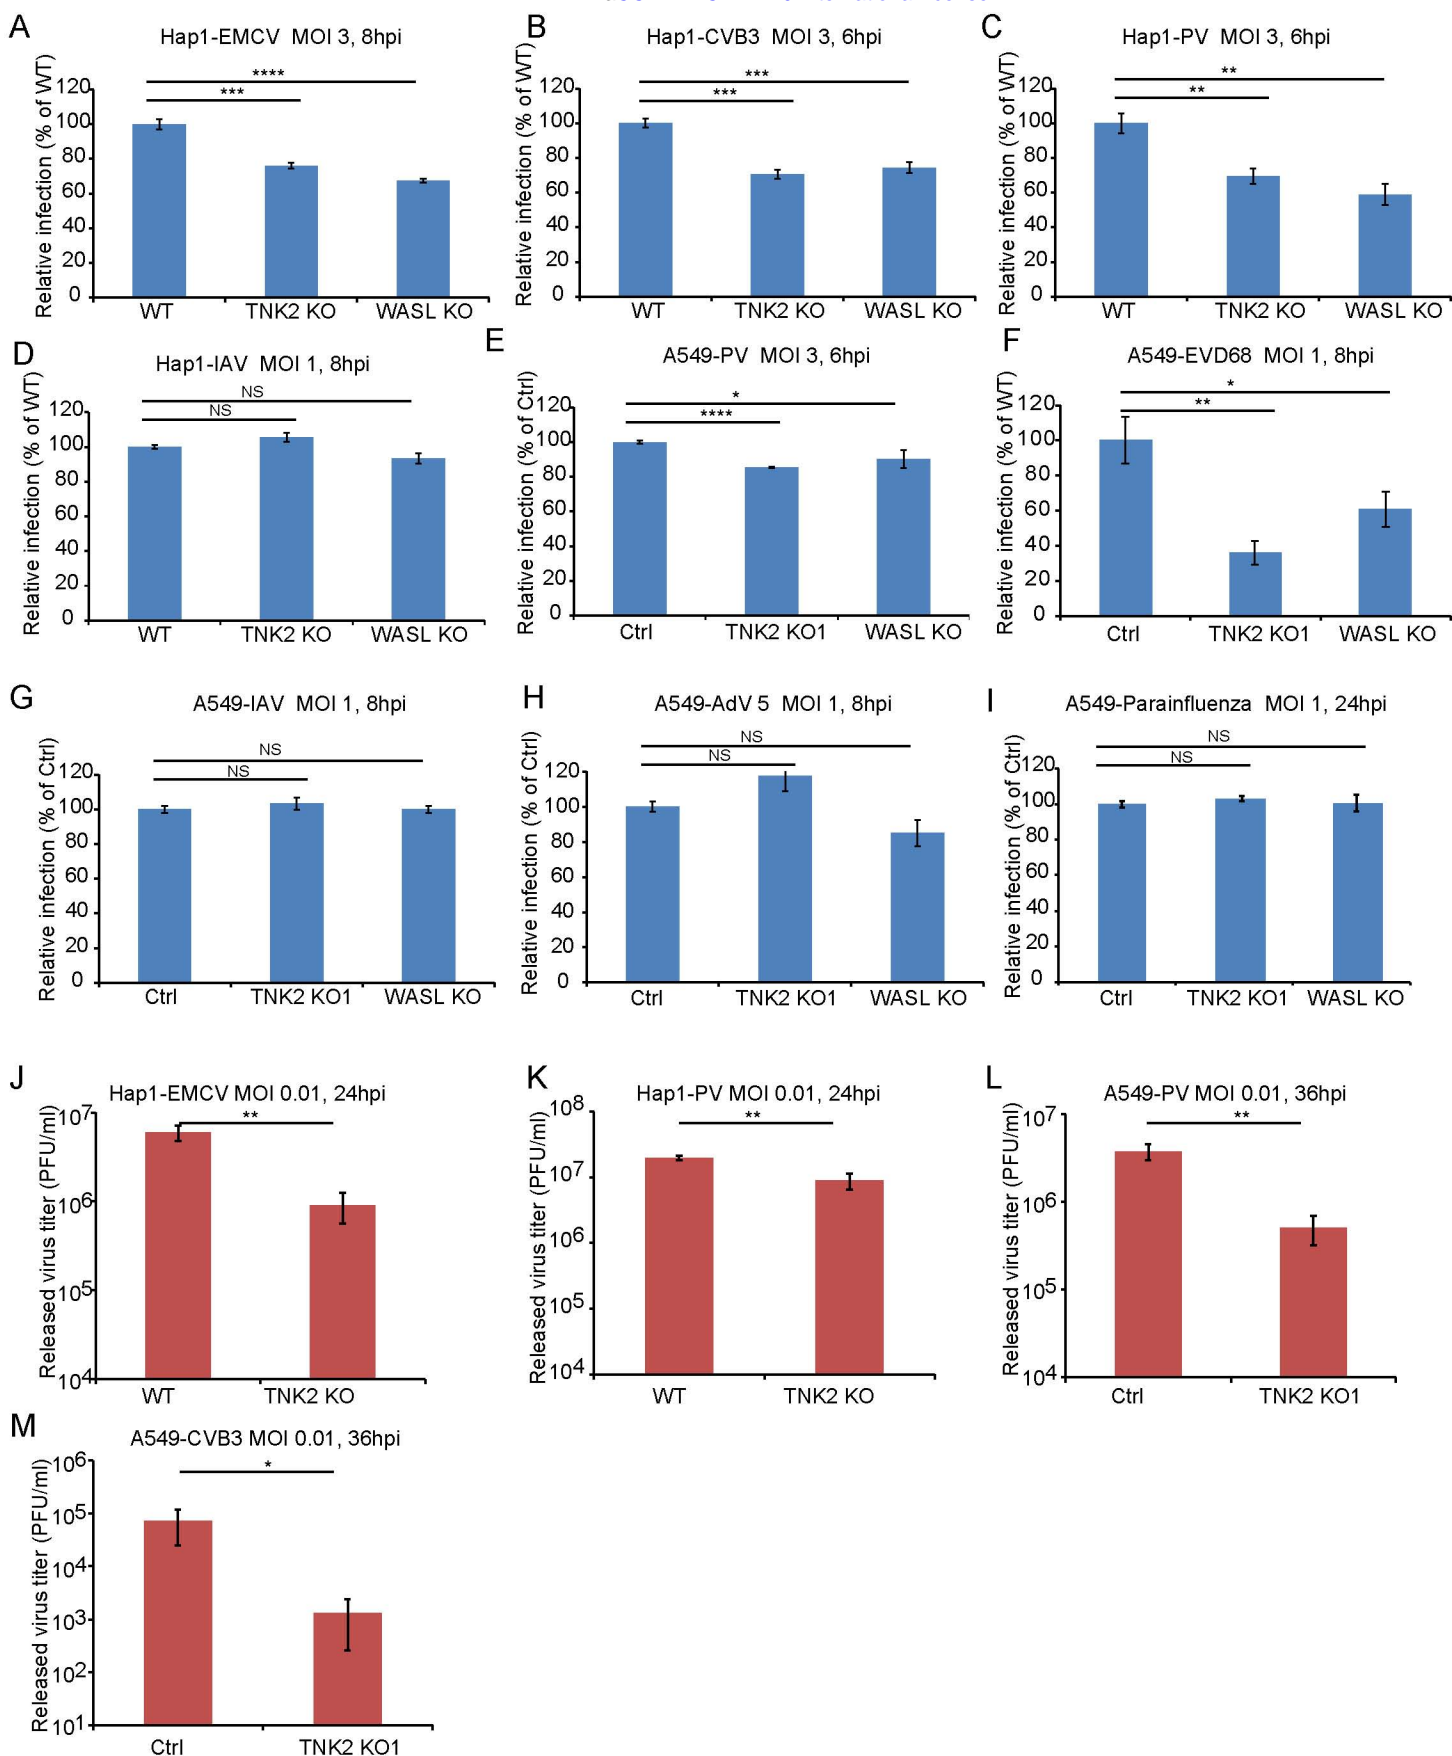 A
Hap1-EMCV MOI 3, 8hpi
Relative infection (% of WT)
120
100
80
60
40
20
0
****
***
WT
TNK2 KO
WASL KO
B
Hap1-CVB3 MOI 3, 6hpi
Relative infection (% of WT)
120
100
80
60
40
20
0
***
***
WT
TNK2 KO
WASL KO
C
Hap1-PV MOI 3, 6hpi
Relative infection (% of WT)
120
100
80
60
40
20
0
**
**
WT
TNK2 KO
WASL KO
D
Hap1-IAV MOI 1, 8hpi
Relative infection (% of WT)
120
100
80
60
40
20
0
NS
NS
WT
TNK2 KO
WASL KO
E
A549-PV MOI 3, 6hpi
Relative infection (% of Ctrl)
120
100
80
60
40
20
0
*
****
Ctrl
TNK2 KO1
WASL KO
F
A549-EVD68 MOI 1, 8hpi
Relative infection (% of WT)
120
100
80
60
40
20
0
*
**
Ctrl
TNK2 KO1
WASL KO
G
A549-IAV MOI 1, 8hpi
Relative infection (% of Ctrl)
120
100
80
60
40
20
0
NS
NS
Ctrl
TNK2 KO1
WASL KO
H
A549-AdV 5 MOI 1, 8hpi
Relative infection (% of Ctrl)
120
100
80
60
40
20
0
NS
NS
Ctrl
TNK2 KO1
WASL KO
I
A549-Parainfluenza MOI 1, 24hpi
Relative infection (% of Ctrl)
120
100
80
60
40
20
0
NS
NS
Ctrl
TNK2 KO1
WASL KO
J
Hap1-EMCV MOI 0.01, 24hpi
Released virus titer (PFU/ml)
10⁷
10⁶
10⁵
10⁴
**
WT
TNK2 KO
K
Hap1-PV MOI 0.01, 24hpi
Released virus titer (PFU/ml)
10⁸
10⁷
10⁶
10⁵
10⁴
**
WT
TNK2 KO
L
A549-PV MOI 0.01, 36hpi
Released virus titer (PFU/ml)
10⁷
10⁶
10⁵
10⁴
**
Ctrl
TNK2 KO1
M
A549-CVB3 MOI 0.01, 36hpi
Released virus titer (PFU/ml)
10⁶
10⁵
10⁴
10³
10²
10¹
*
Ctrl
TNK2 KO1